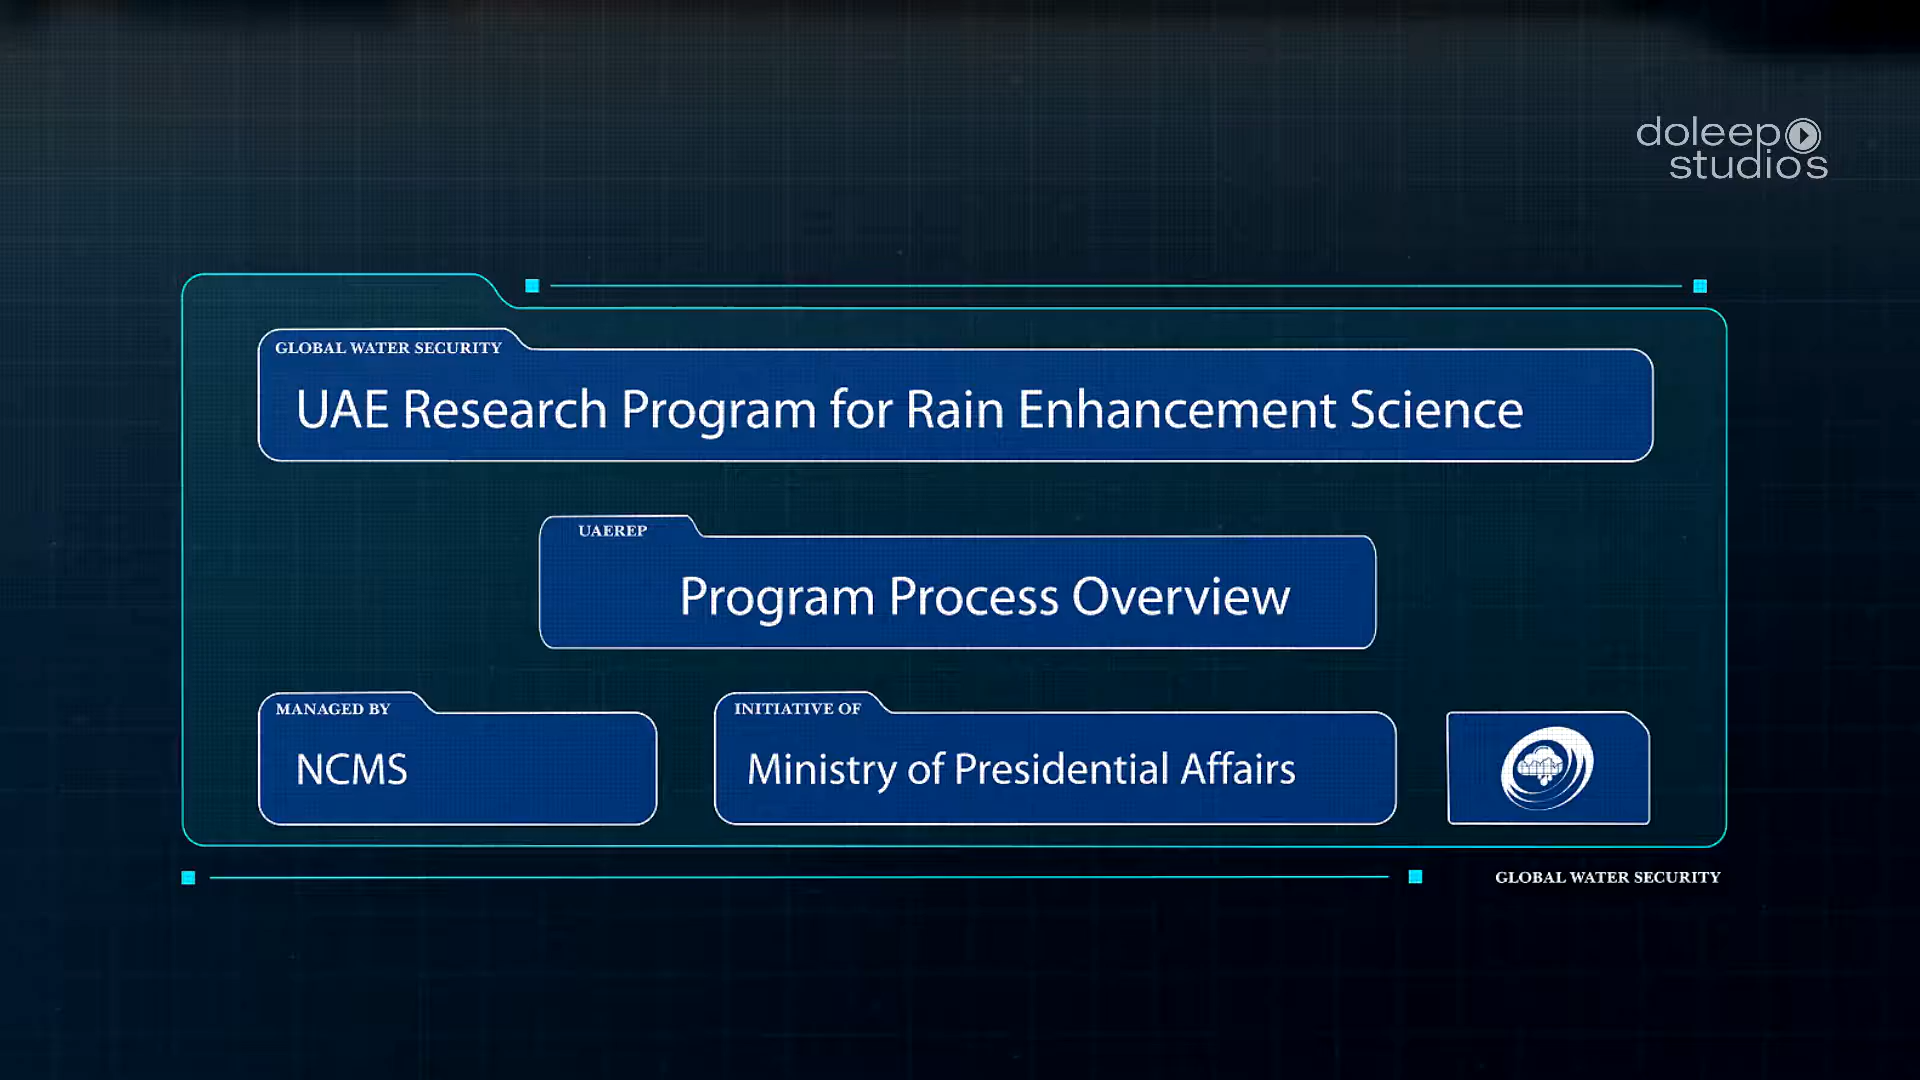 doleep
studios
GLOBAL WATER SECURITY
UAE Research Program for Rain Enhancement Science
UAEREP
Program Process Overview
MANAGED BY
NCMS
INITIATIVE OF
Ministry of Presidential Affairs
GLOBAL WATER SECURITY